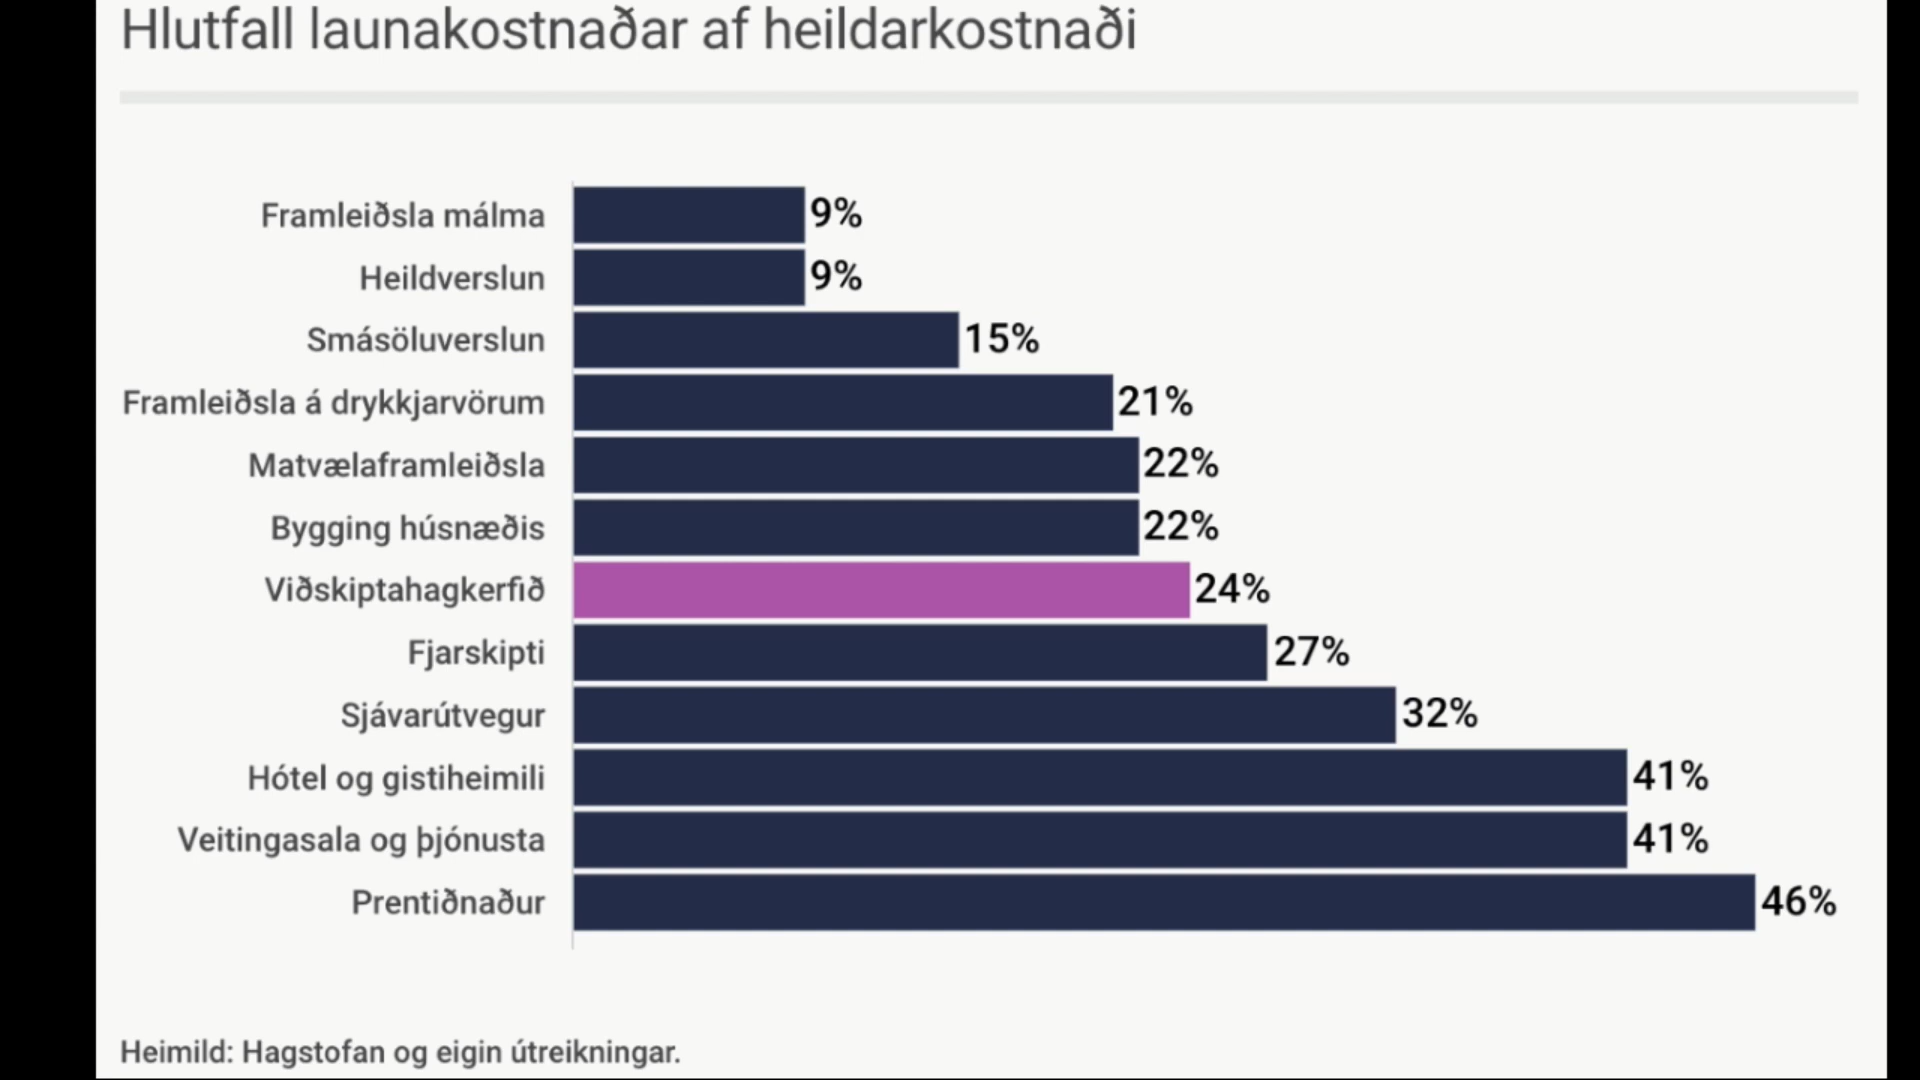 Hlutfall launakostnaðar af heildarkostnaði
Framleiðsla málma 9%
Heildverslun 9%
Smásöluverslun 15%
Framleiðsla á drykkjarvörum 21%
Matvælaframleiðsla 22%
Bygging húsnæðis 22%
Viðskiptahagkerfið 24%
Fjarskipti 27%
Sjávarútvegur 32%
Hótel og gistiheimili 41%
Veitingasala og þjónusta 41%
Prentiðnaður 46%
Heimild: Hagstofan og eigin útreikningar.